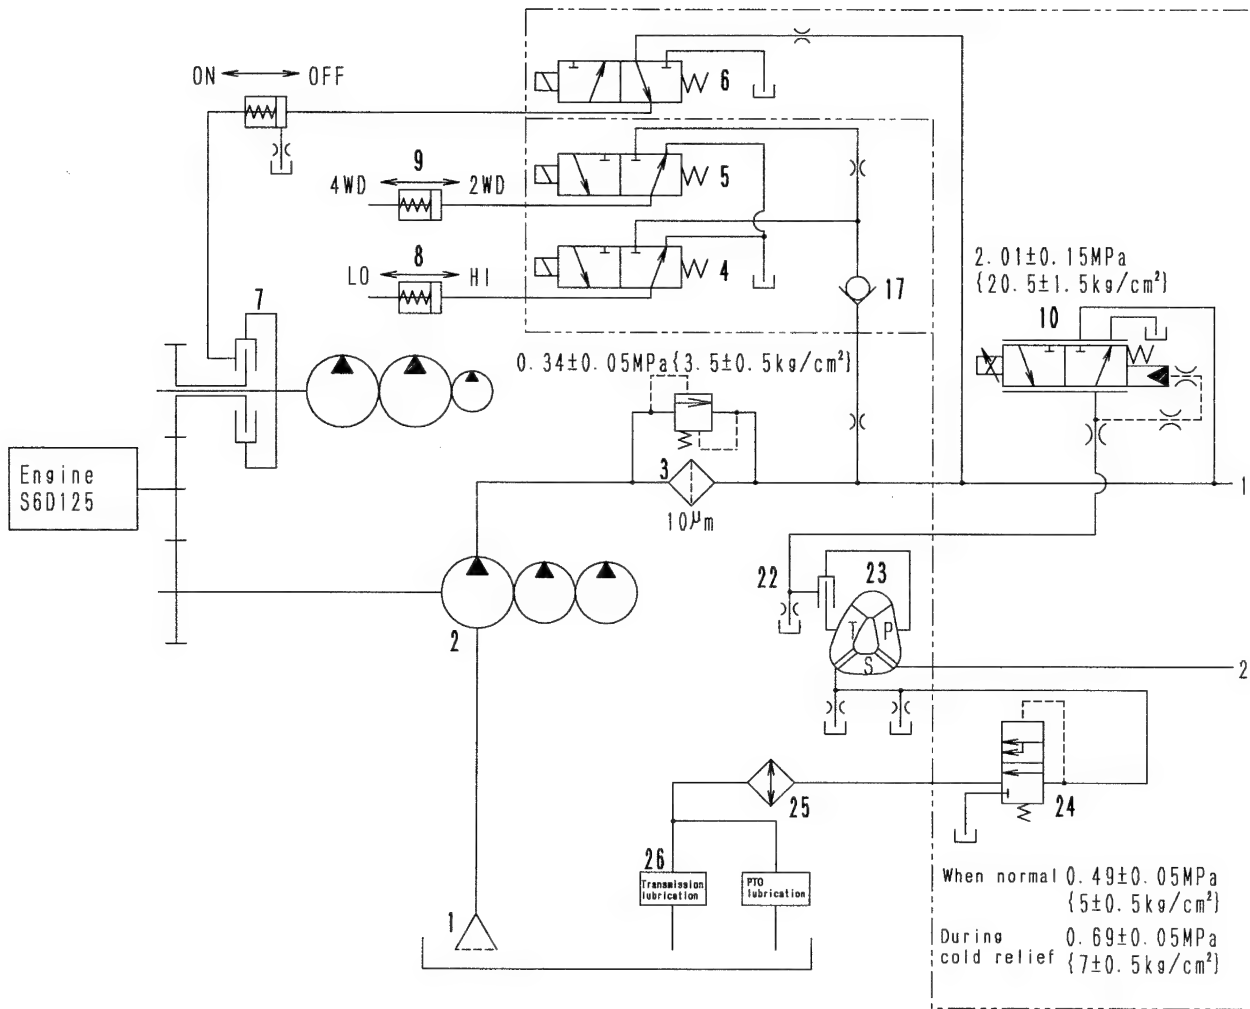 ON OFF
6
9
4WD 2WD
5
8
LO HI
4
7
17
2.01±0.15MPa
{20.5±1.5kg/cm²}
10
0.34±0.05MPa{3.5±0.5kg/cm²}
Engine
S6D125
3
10μm
1
22
23
T P
S
2
2
25
24
26
Transmission
lubrication
PTO
lubrication
1
When normal 0.49±0.05MPa
{5±0.5kg/cm²}
During
cold relief 0.69±0.05MPa
{7±0.5kg/cm²}